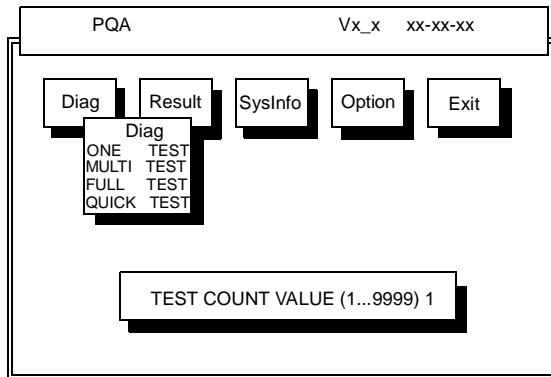 PQA Vx_x xx-xx-xx
Diag Result SysInfo Option Exit
Diag
ONE TEST
MULTI TEST
FULL TEST
QUICK TEST
TEST COUNT VALUE (1...9999) 1